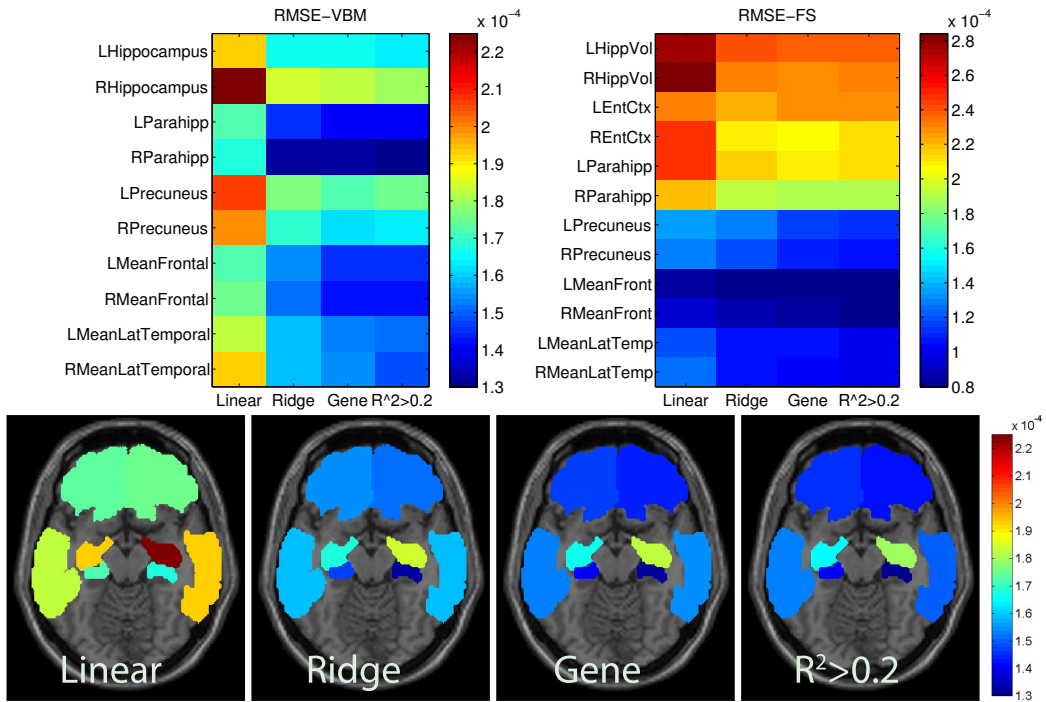 RMSE−VBM
x 10⁻⁴
LHippocampus
RHippocampus
LParahipp
RParahipp
LPrecuneus
RPrecuneus
LMeanFrontal
RMeanFrontal
LMeanLatTemporal
RMeanLatTemporal
Linear Ridge Gene R^2>0.2
2.2
2.1
2
1.9
1.8
1.7
1.6
1.5
1.4
1.3
RMSE−FS
x 10⁻⁴
LHippVol
RHippVol
LEntCtx
REntCtx
LParahipp
RParahipp
LPrecuneus
RPrecuneus
LMeanFront
RMeanFront
LMeanLatTemp
RMeanLatTemp
Linear Ridge Gene R^2>0.2
2.8
2.6
2.4
2.2
2
1.8
1.6
1.4
1.2
1
0.8
Linear
Ridge
Gene
R²>0.2
x 10⁻⁴
2.2
2.1
2
1.9
1.8
1.7
1.6
1.5
1.4
1.3